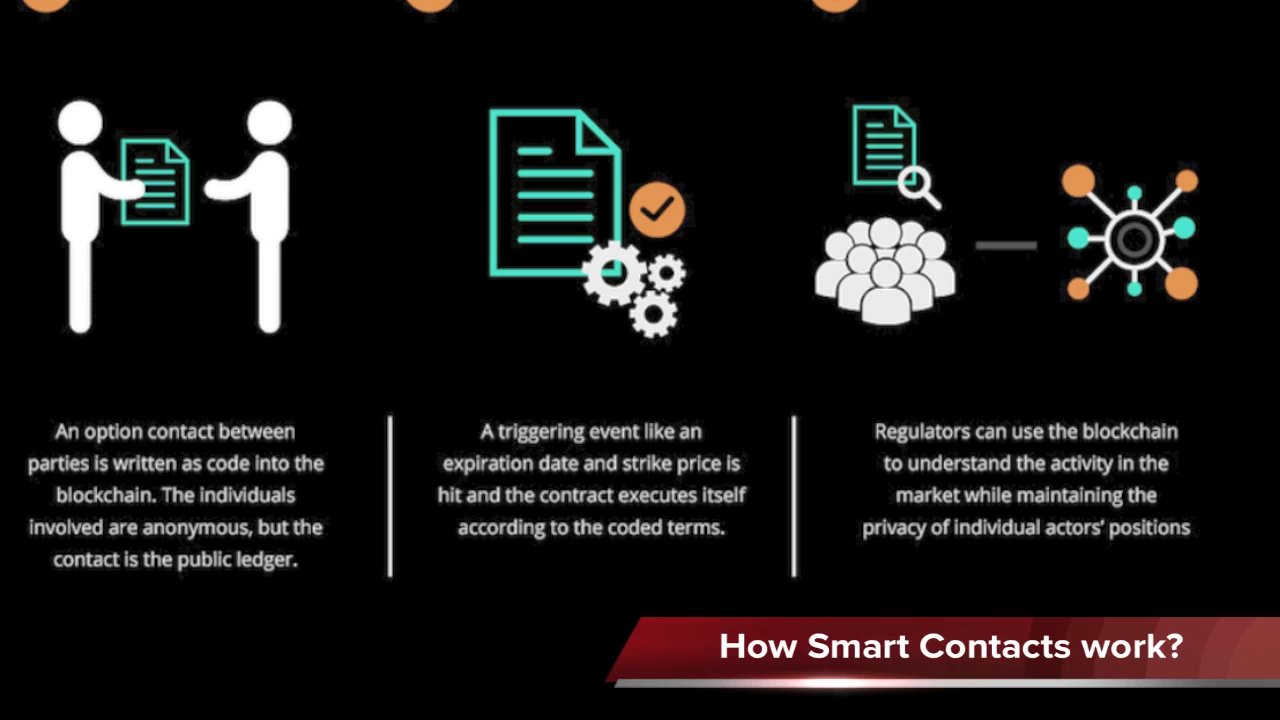 An option contact between
parties is written as code into the
blockchain. The individuals
involved are anonymous, but the
contact is the public ledger.
A triggering event like an
expiration date and strike price is
hit and the contract executes itself
according to the coded terms.
Regulators can use the blockchain
to understand the activity in the
market while maintaining the
privacy of individual actors' positions
How Smart Contacts work?